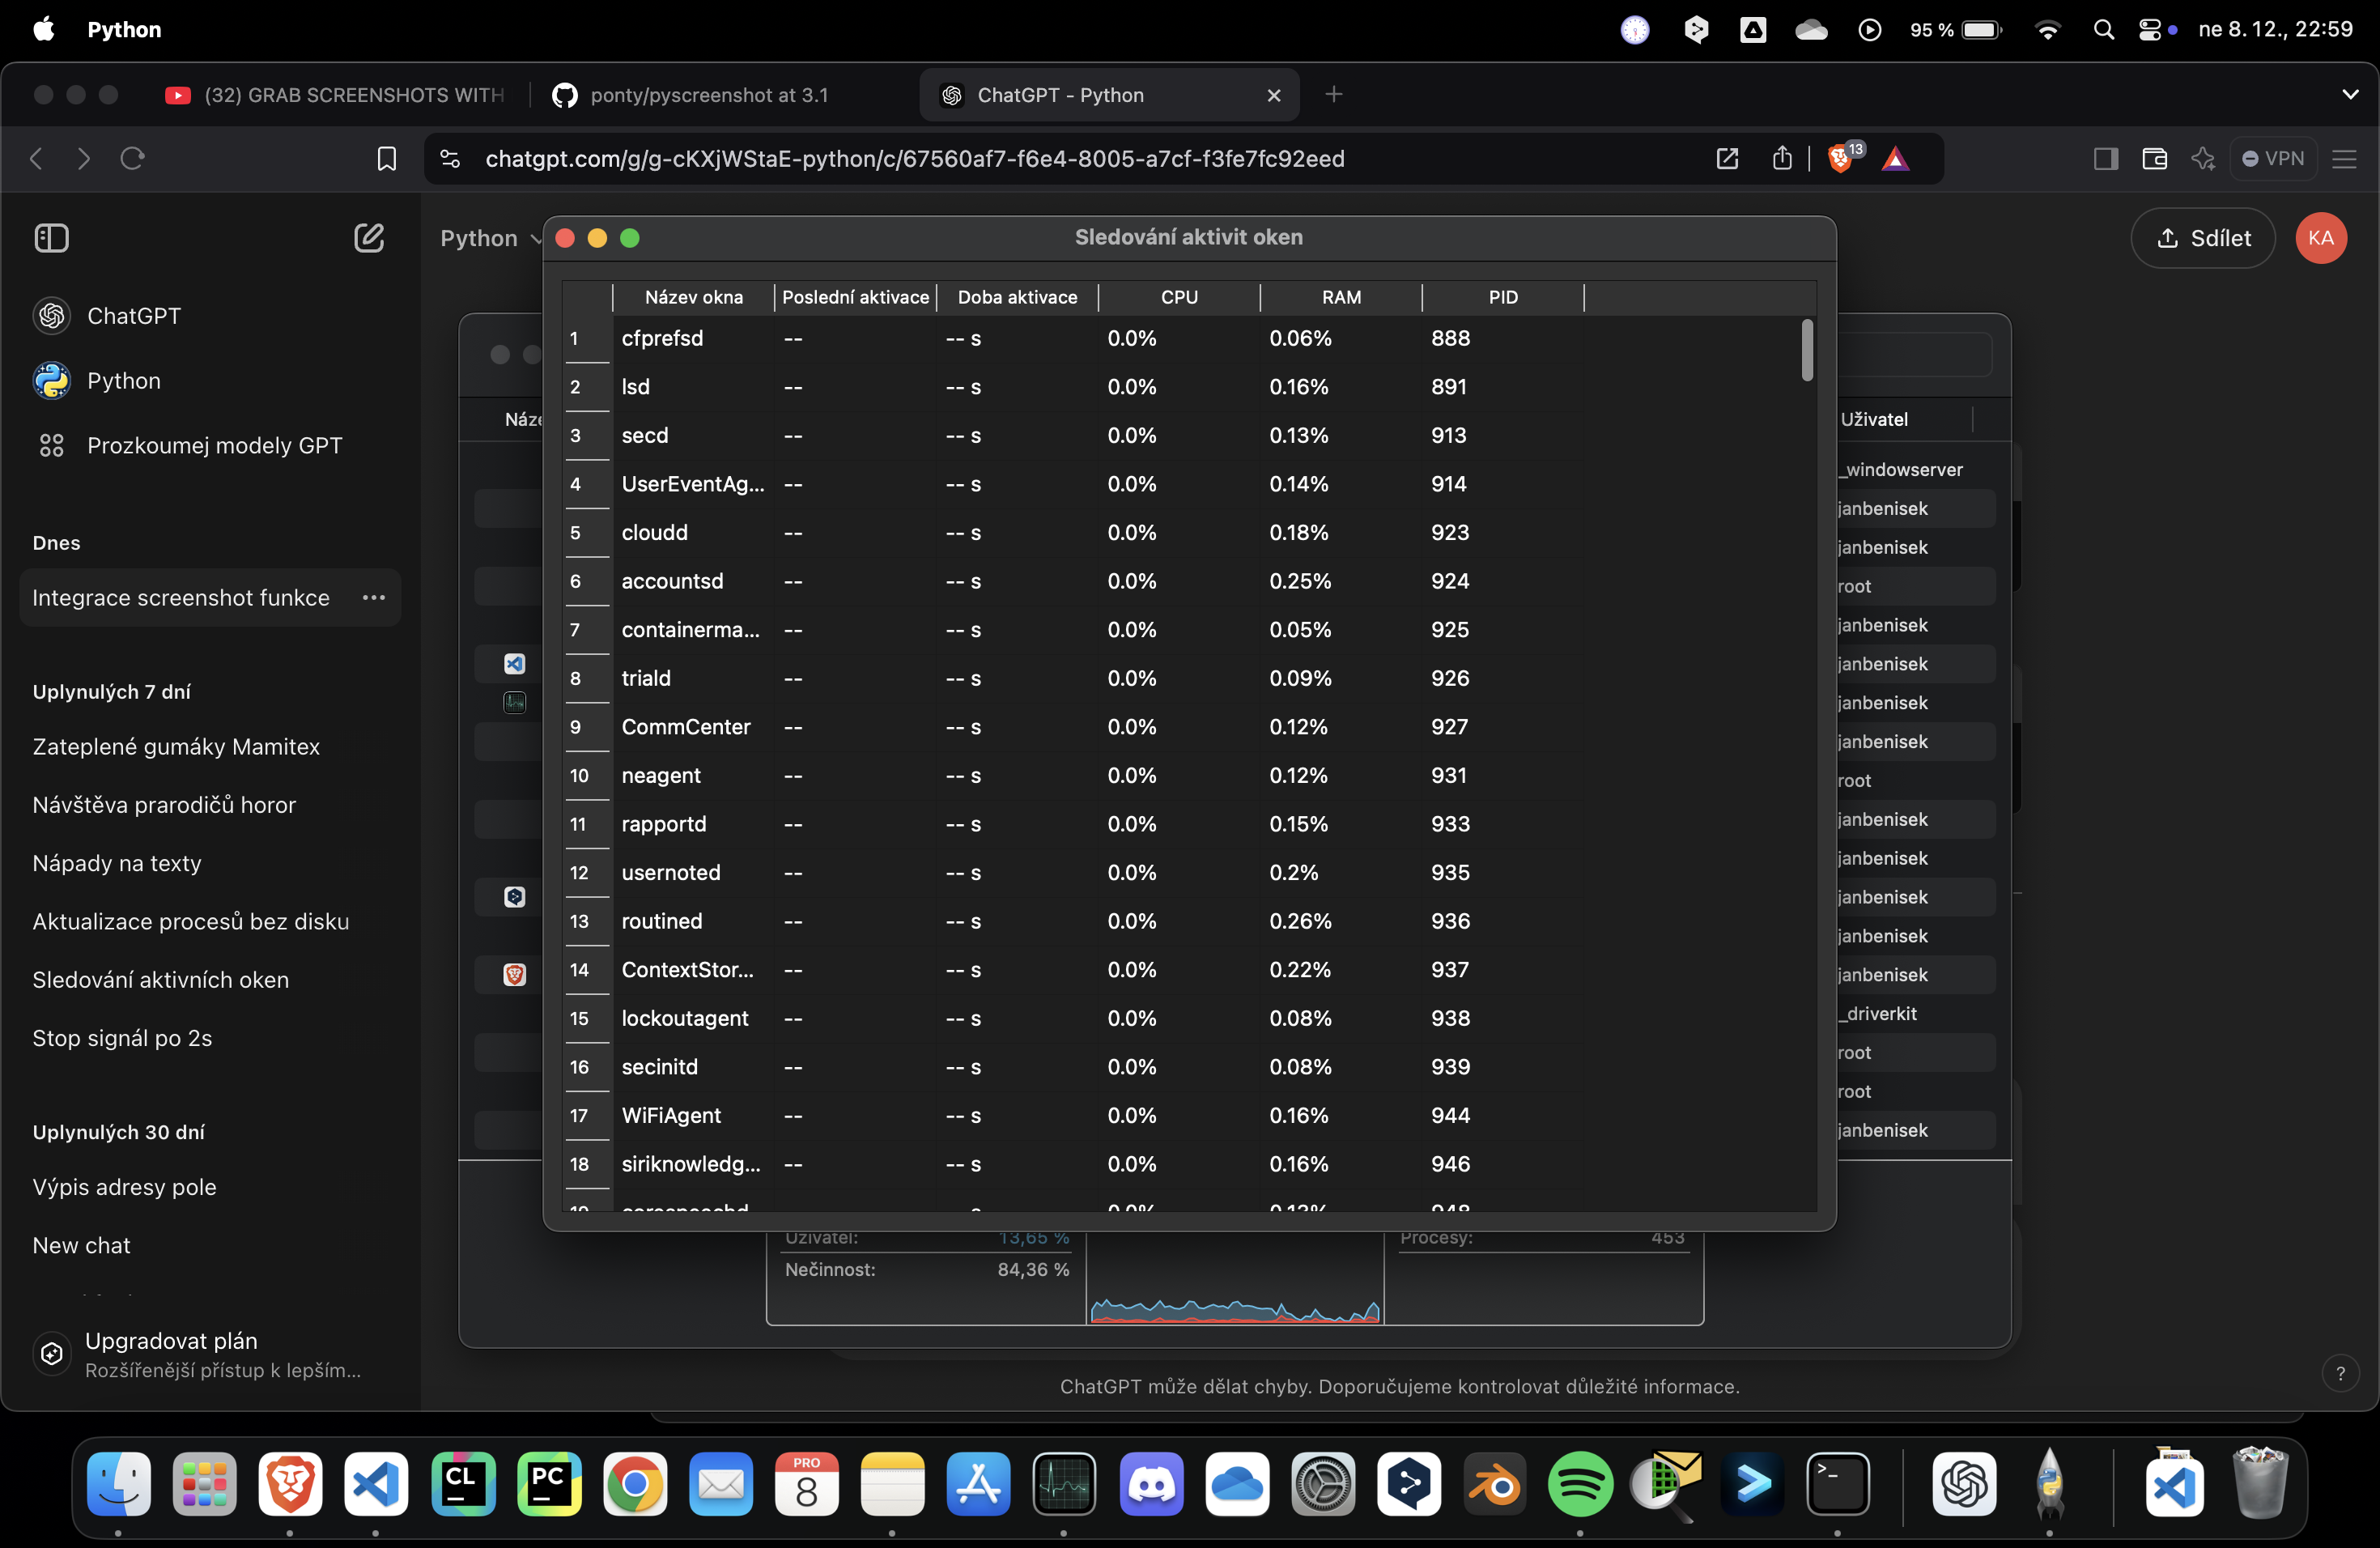 Python
95 %
ne 8. 12., 22:59
(32) GRAB SCREENSHOTS WITH
ponty/pyscreenshot at 3.1
ChatGPT - Python
chatgpt.com/g/g-cKXjWStaE-python/c/67560af7-f6e4-8005-a7cf-f3fe7fc92eed
13
VPN
ChatGPT
Python
Prozkoumej modely GPT
Dnes
Integrace screenshot funkce
Uplynulých 7 dní
Zateplené gumáky Mamitex
Návštěva prarodičů horor
Nápady na texty
Aktualizace procesů bez disku
Sledování aktivních oken
Stop signál po 2s
Uplynulých 30 dní
Výpis adresy pole
New chat
Upgradovat plán
Rozšířenější přístup k lepším...
Python
Sdílet
KA
Sledování aktivit oken
Název okna Poslední aktivace Doba aktivace CPU RAM PID
1 cfprefsd -- -- s 0.0% 0.06% 888
2 lsd -- -- s 0.0% 0.16% 891
3 secd -- -- s 0.0% 0.13% 913
4 UserEventAg... -- -- s 0.0% 0.14% 914
5 cloudd -- -- s 0.0% 0.18% 923
6 accountsd -- -- s 0.0% 0.25% 924
7 containerma... -- -- s 0.0% 0.05% 925
8 triald -- -- s 0.0% 0.09% 926
9 CommCenter -- -- s 0.0% 0.12% 927
10 neagent -- -- s 0.0% 0.12% 931
11 rapportd -- -- s 0.0% 0.15% 933
12 usernoted -- -- s 0.0% 0.2% 935
13 routined -- -- s 0.0% 0.26% 936
14 ContextStor... -- -- s 0.0% 0.22% 937
15 lockoutagent -- -- s 0.0% 0.08% 938
16 secinitd -- -- s 0.0% 0.08% 939
17 WiFiAgent -- -- s 0.0% 0.16% 944
18 siriknowledg... -- -- s 0.0% 0.16% 946
Náze
Uživatel
_windowserver
janbenisek
janbenisek
root
janbenisek
janbenisek
janbenisek
janbenisek
root
janbenisek
janbenisek
janbenisek
janbenisek
janbenisek
_driverkit
root
root
janbenisek
Uživatel: 13,65 %
Nečinnost: 84,36 %
Procesy: 453
ChatGPT může dělat chyby. Doporučujeme kontrolovat důležité informace.
?
CL
PC
PRO
8